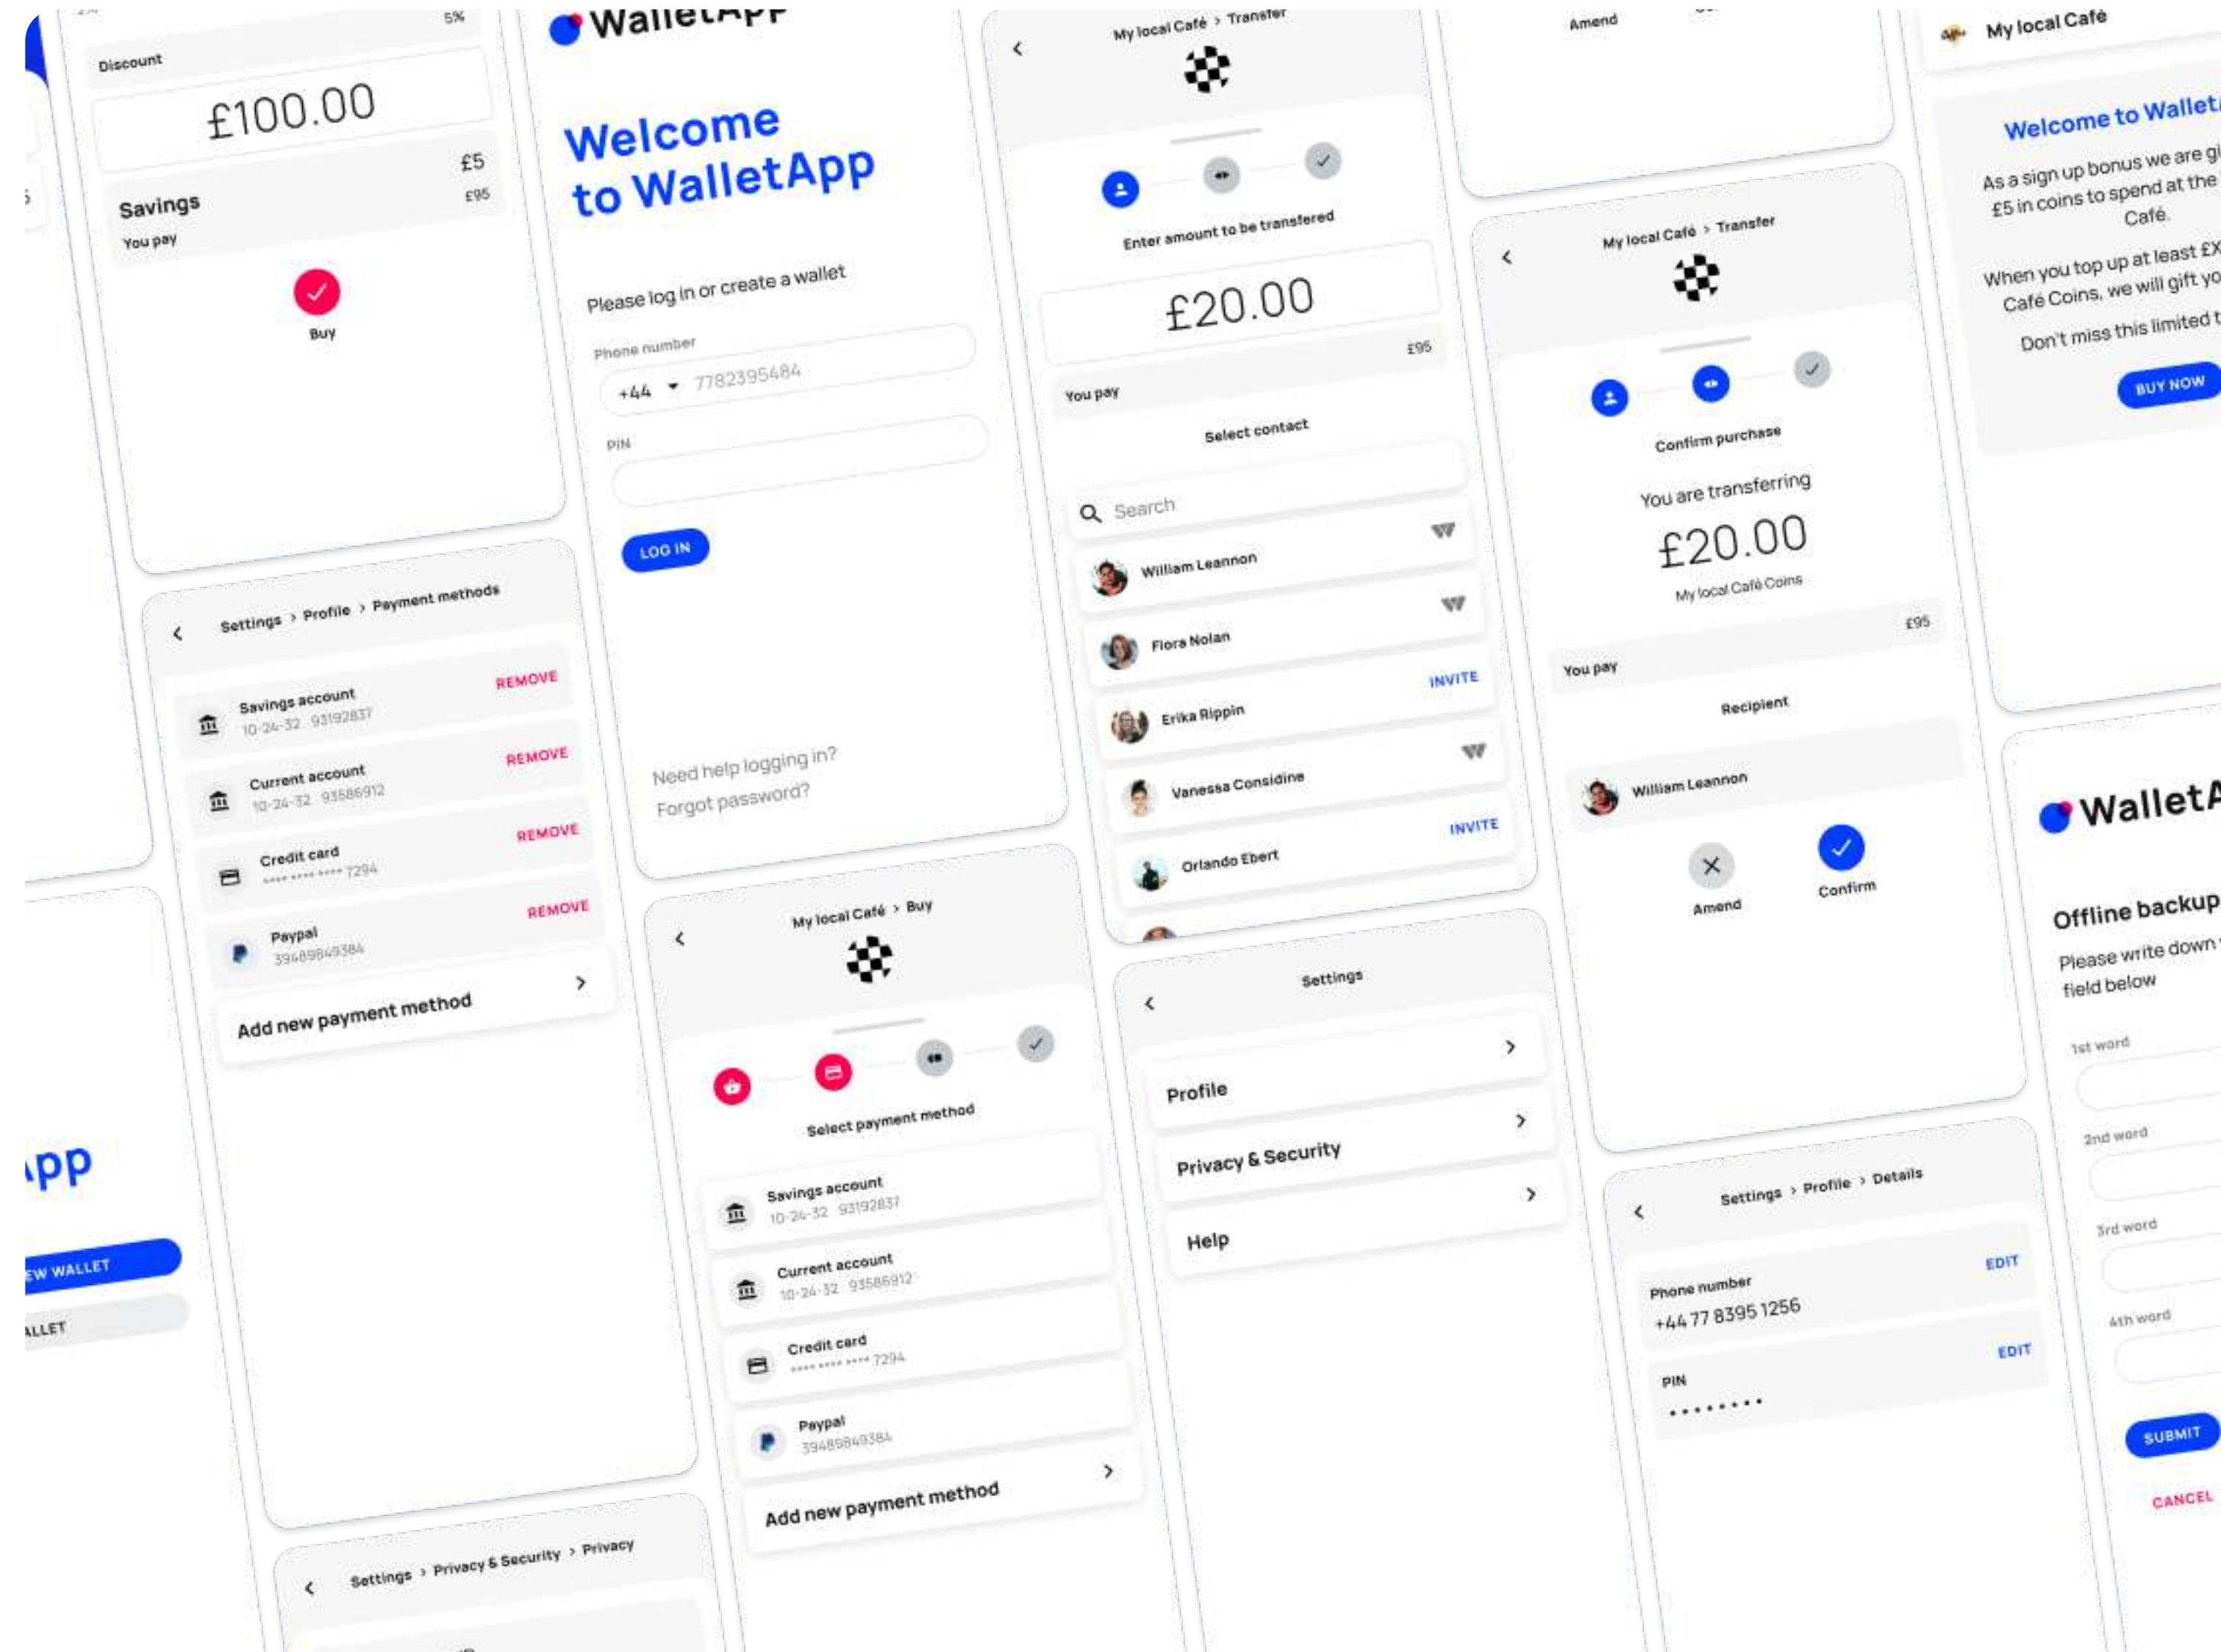 5%
Discount
£100.00
Savings
£5
You pay
£95
Buy
Settings > Profile > Payment methods
Savings account
10-24-32 93192837
REMOVE
Current account
10-24-32 93586912
REMOVE
Credit card
**** **** **** 7294
REMOVE
Paypal
39489849384
REMOVE
Add new payment method
App
EW WALLET
ALLET
Settings > Privacy & Security > Privacy
WalletApp
Welcome
to WalletApp
Please log in or create a wallet
Phone number
+44 7782395484
PIN
LOG IN
Need help logging in?
Forgot password?
My local Café > Buy
Select payment method
Savings account
10-24-32 93192837
Current account
10-24-32 93586912
Credit card
**** **** **** 7294
Paypal
39489849384
Add new payment method
My local Café > Transfer
Enter amount to be transfered
£20.00
£95
You pay
Select contact
Search
William Leannon
Flora Nolan
Erika Rippin
INVITE
Vanessa Considine
Orlando Ebert
INVITE
Settings
Profile
Privacy & Security
Help
Amend
My local Café > Transfer
Confirm purchase
You are transferring
£20.00
My local Café Coins
£95
You pay
Recipient
William Leannon
Amend
Confirm
Settings > Profile > Details
Phone number
+44 77 8395 1256
EDIT
PIN
••••••••
EDIT
My local Café
Welcome to Wallet
As a sign up bonus we are gi
£5 in coins to spend at the
Café.
When you top up at least £X
Café Coins, we will gift yo
Don't miss this limited t
BUY NOW
WalletA
Offline backup
Please write down
field below
1st word
2nd word
3rd word
4th word
SUBMIT
CANCEL